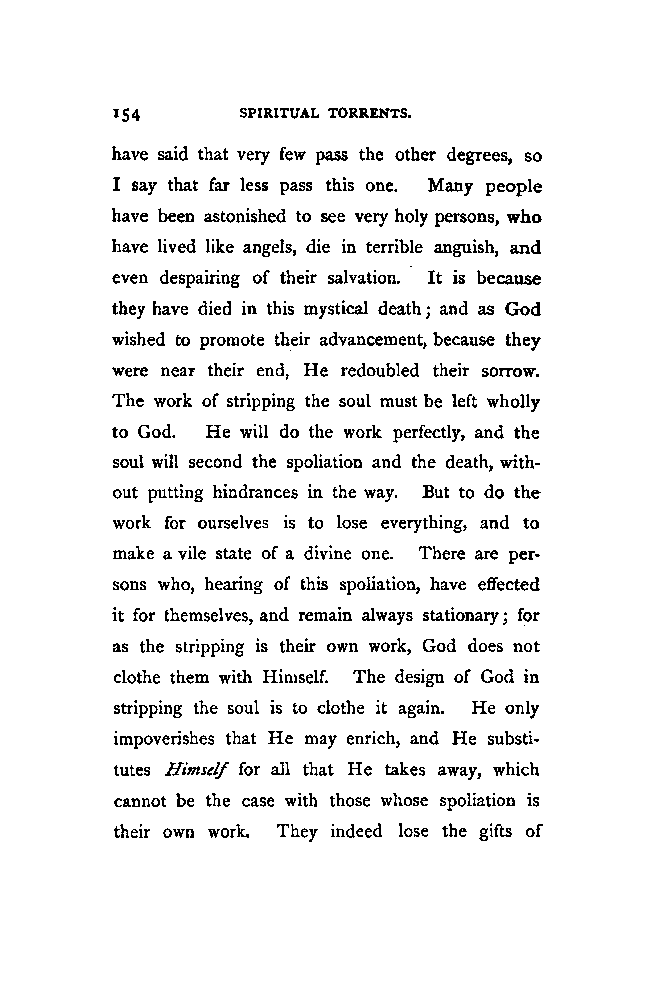 154 SPIRITUAL TORRENTS.
have said that very few pass the other degrees, so
I say that far less pass this one. Many people
have been astonished to see very holy persons, who
have lived like angels, die in terrible anguish, and
even despairing of their salvation. It is because
they have died in this mystical death; and as God
wished to promote their advancement, because they
were near their end, He redoubled their sorrow.
The work of stripping the soul must be left wholly
to God. He will do the work perfectly, and the
soul will second the spoliation and the death, with-
out putting hindrances in the way. But to do the
work for ourselves is to lose everything, and to
make a vile state of a divine one. There are per-
sons who, hearing of this spoliation, have effected
it for themselves, and remain always stationary; for
as the stripping is their own work, God does not
clothe them with Himself. The design of God in
stripping the soul is to clothe it again. He only
impoverishes that He may enrich, and He substi-
tutes Himself for all that He takes away, which
cannot be the case with those whose spoliation is
their own work. They indeed lose the gifts of